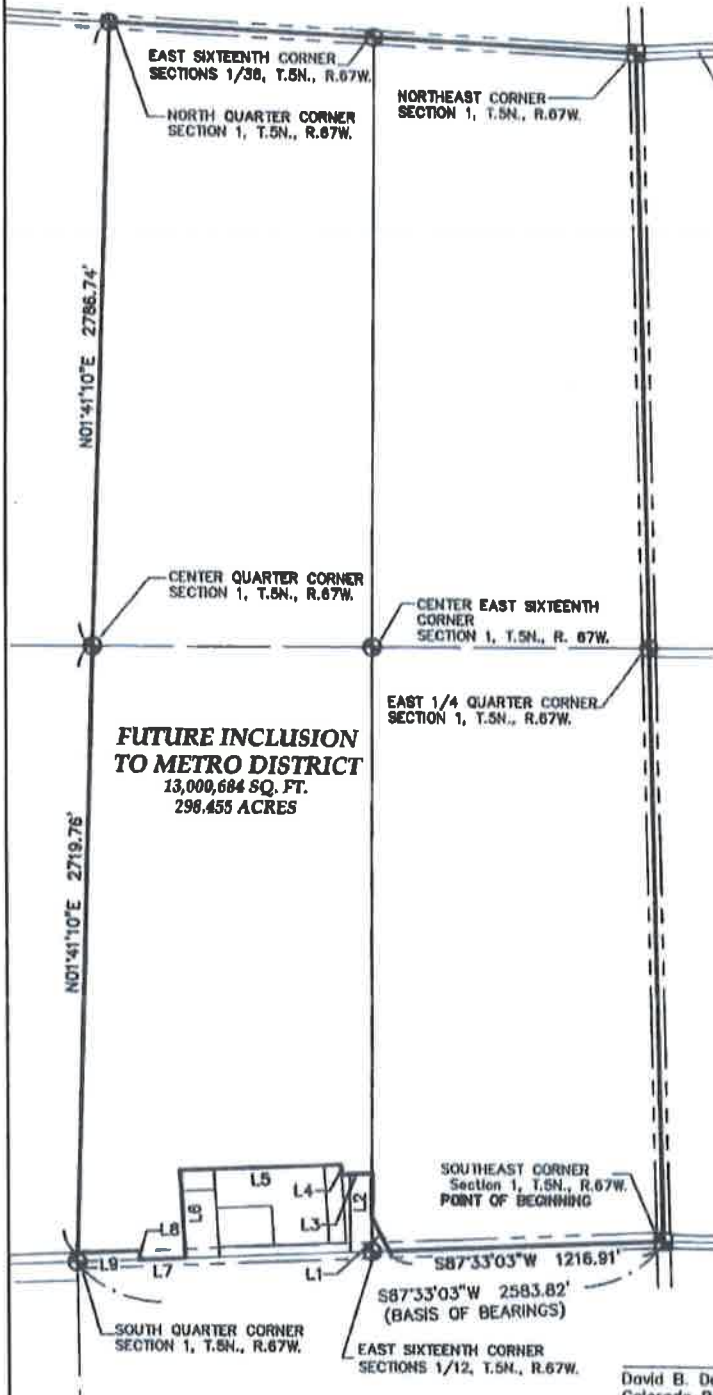 EAST SIXTEENTH CORNER
SECTIONS 1/36, T.5N., R.67W.
NORTH QUARTER CORNER
SECTION 1, T.5N., R.67W.
NORTHEAST CORNER
SECTION 1, T.5N., R.67W.
N01°41'10"E 2786.74'
CENTER QUARTER CORNER
SECTION 1, T.5N., R.67W.
CENTER EAST SIXTEENTH
CORNER
SECTION 1, T.5N., R. 67W.
EAST 1/4 QUARTER CORNER
SECTION 1, T.5N., R.67W.
FUTURE INCLUSION
TO METRO DISTRICT
13,000,684 SQ. FT.
298.455 ACRES
N01°41'10"E 2719.76'
L5
L4
L6
L2
L3
L8
L9
L7
L1
SOUTHEAST CORNER
Section 1, T.5N., R.67W.
POINT OF BEGINNING
S87°33'03"W 1216.91'
S87°33'03"W 2583.82'
(BASIS OF BEARINGS)
SOUTH QUARTER CORNER
SECTION 1, T.5N., R.67W.
EAST SIXTEENTH CORNER
SECTIONS 1/12, T.5N., R.67W.
David B.